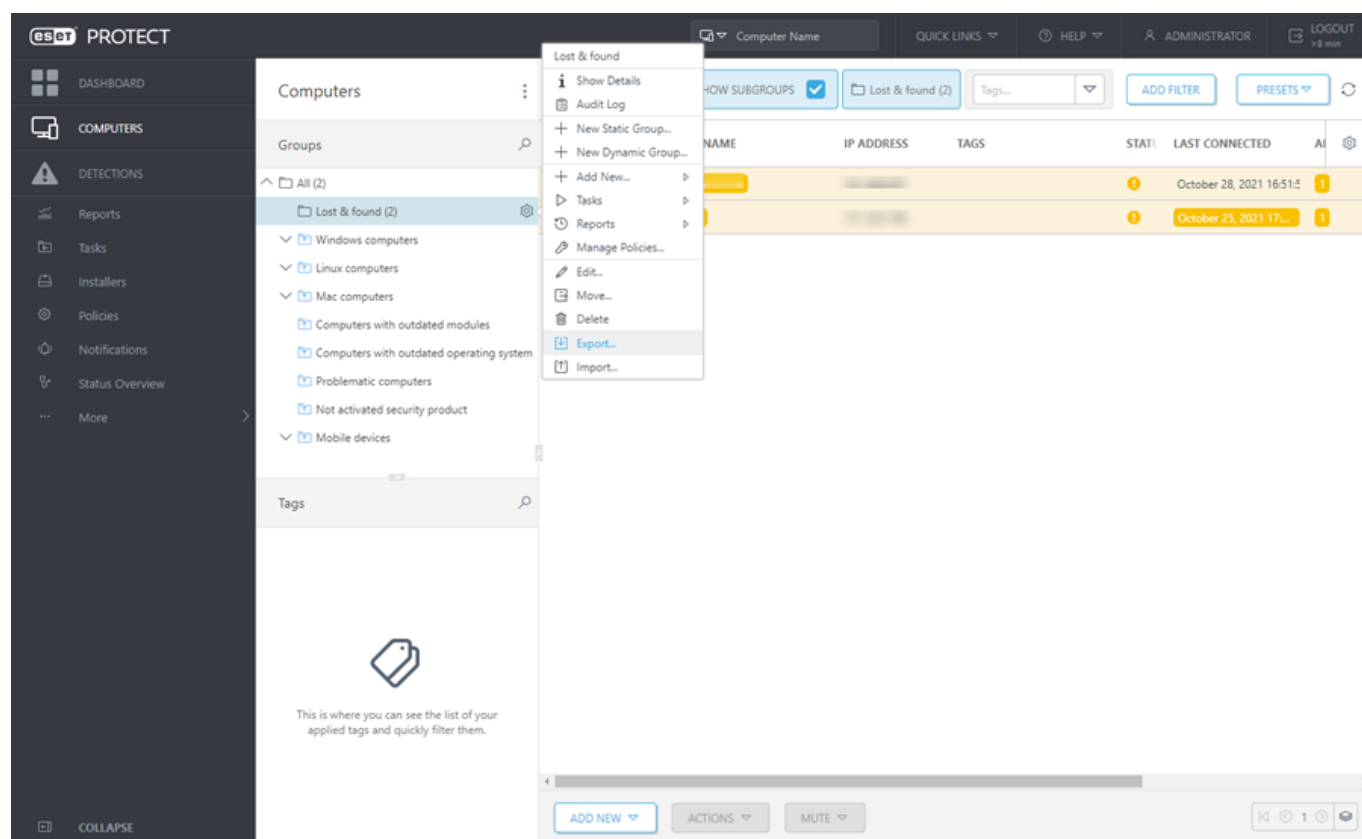 eset PROTECT
Computer Name
QUICK LINKS
HELP
ADMINISTRATOR
LOGOUT
>8 min
DASHBOARD
COMPUTERS
DETECTIONS
Reports
Tasks
Installers
Policies
Notifications
Status Overview
More
COLLAPSE
Computers
Groups
All (2)
Lost & found (2)
Windows computers
Linux computers
Mac computers
Computers with outdated modules
Computers with outdated operating system
Problematic computers
Not activated security product
Mobile devices
Tags
This is where you can see the list of your
applied tags and quickly filter them.
Lost & found
Show Details
Audit Log
New Static Group...
New Dynamic Group...
Add New...
Tasks
Reports
Manage Policies...
Edit...
Move...
Delete
Export...
Import...
HOW SUBGROUPS
Lost & found (2)
Tags...
ADD FILTER
PRESETS
NAME
IP ADDRESS
TAGS
STATU
LAST CONNECTED
Al
October 28, 2021 16:51:5
1
October 25, 2021 17:...
1
ADD NEW
ACTIONS
MUTE
1